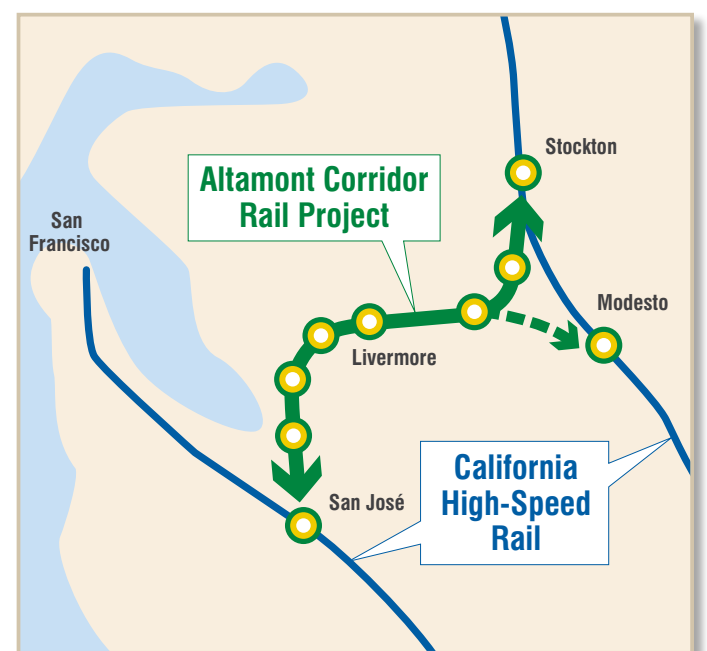 Stockton
Altamont Corridor
Rail Project
San
Francisco
Modesto
Livermore
California
High-Speed
Rail
San José